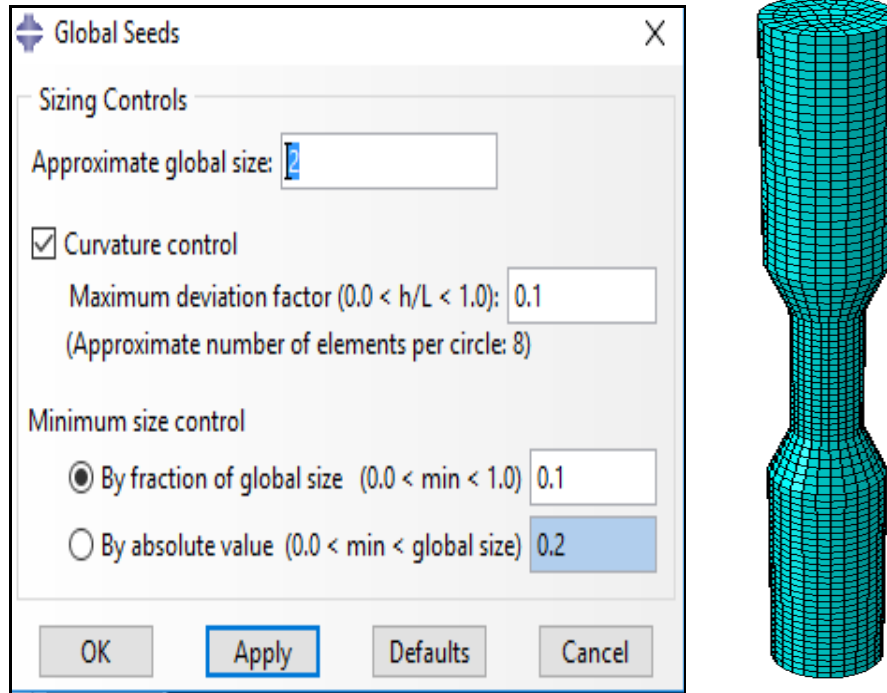 Global Seeds
Sizing Controls
Approximate global size: 2
Curvature control
Maximum deviation factor (0.0 < h/L < 1.0): 0.1
(Approximate number of elements per circle: 8)
Minimum size control
By fraction of global size (0.0 < min < 1.0) 0.1
By absolute value (0.0 < min < global size) 0.2
OK Apply Defaults Cancel